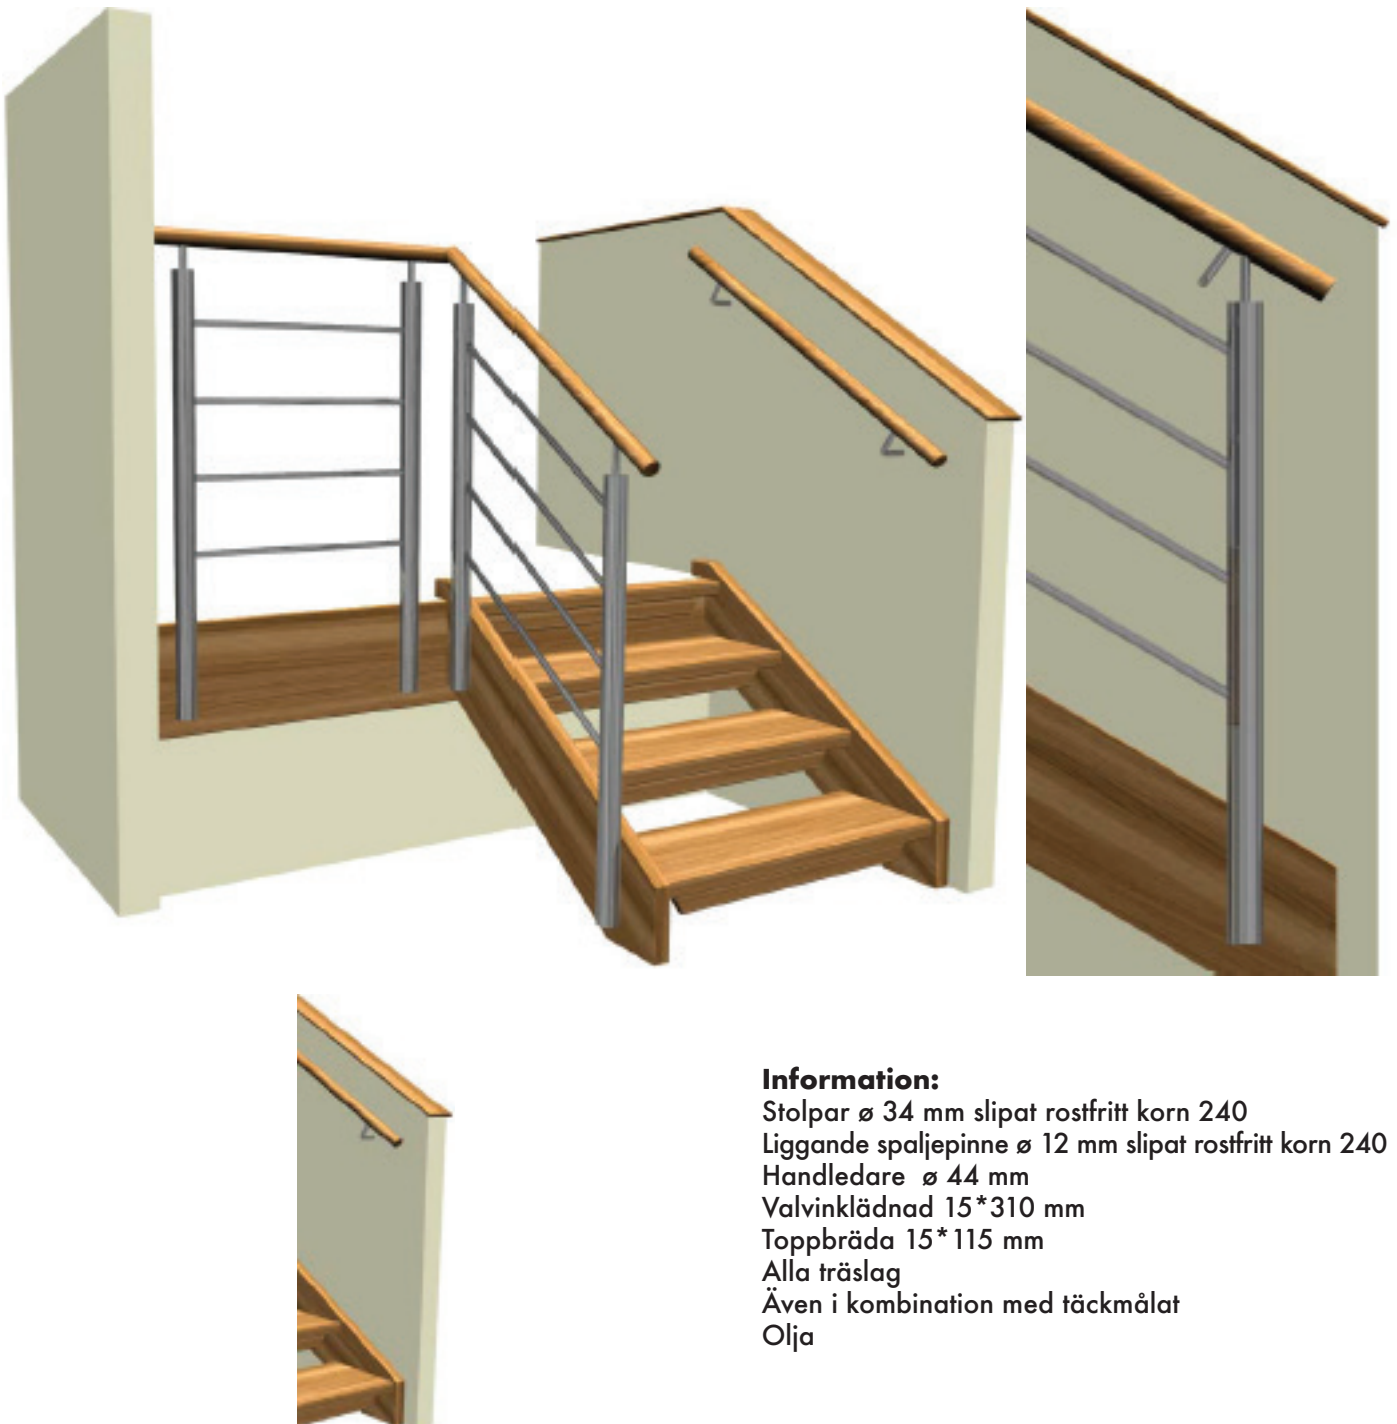 Information:
Stolpar ø 34 mm slipat rostfritt korn 240
Liggande spaljepinne ø 12 mm slipat rostfritt korn 240
Handledare ø 44 mm
Valvinklädnad 15*310 mm
Toppbräda 15*115 mm
Alla träslag
Även i kombination med täckmålat
Olja